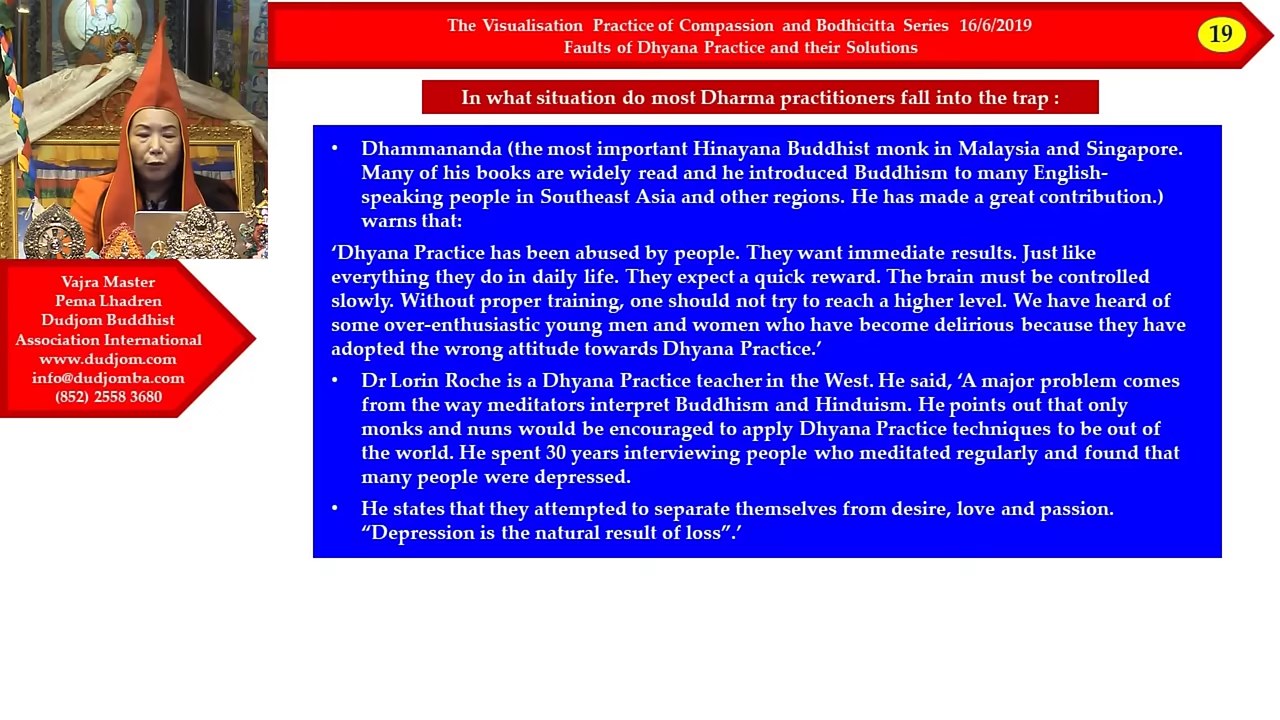 The Visualisation Practice of Compassion and Bodhicitta Series 16/6/2019
Faults of Dhyana Practice and their Solutions
19
In what situation do most Dharma practitioners fall into the trap :
• Dhammananda (the most important Hinayana Buddhist monk in Malaysia and Singapore.
Many of his books are widely read and he introduced Buddhism to many English-
speaking people in Southeast Asia and other regions. He has made a great contribution.)
warns that:
‘Dhyana Practice has been abused by people. They want immediate results. Just like
everything they do in daily life. They expect a quick reward. The brain must be controlled
slowly. Without proper training, one should not try to reach a higher level. We have heard of
some over-enthusiastic young men and women who have become delirious because they have
adopted the wrong attitude towards Dhyana Practice.’
• Dr Lorin Roche is a Dhyana Practice teacher in the West. He said, ‘A major problem comes
from the way meditators interpret Buddhism and Hinduism. He points out that only
monks and nuns would be encouraged to apply Dhyana Practice techniques to be out of
the world. He spent 30 years interviewing people who meditated regularly and found that
many people were depressed.
• He states that they attempted to separate themselves from desire, love and passion.
“Depression is the natural result of loss”.’
Vajra Master
Pema Lhadren
Dudjom Buddhist
Association International
www.dudjom.com
info@dudjomba.com
(852) 2558 3680